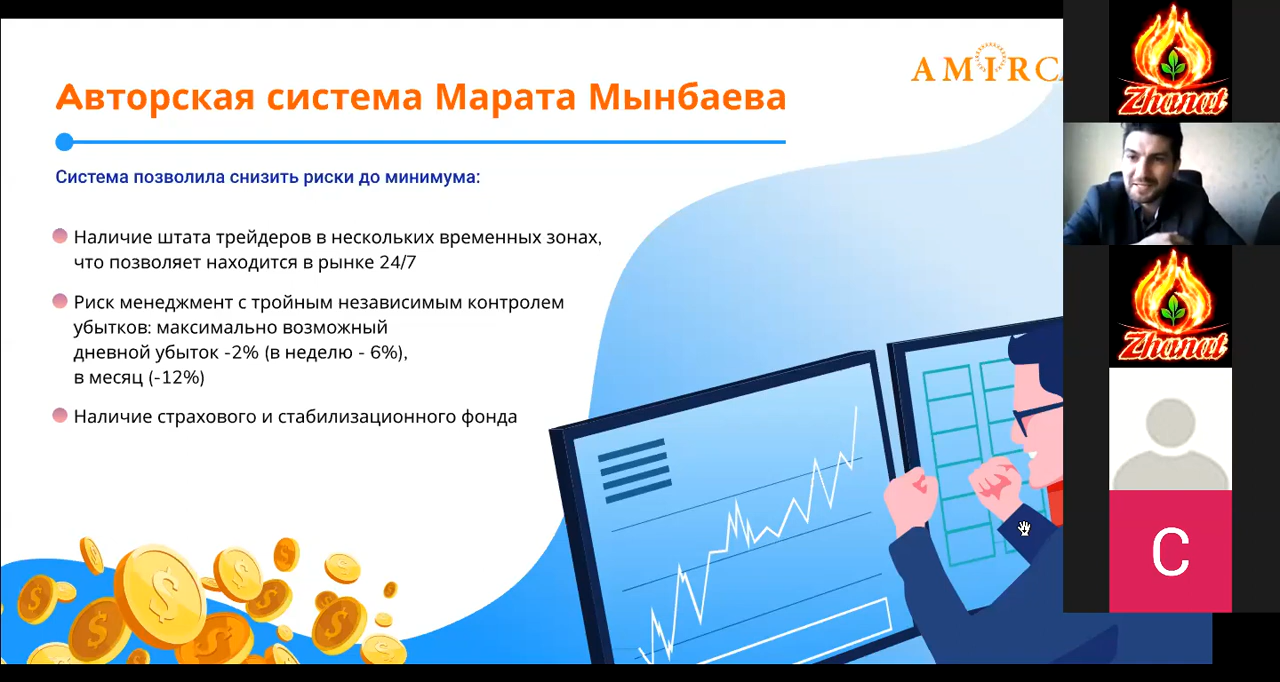 AMIRCA
Авторская система Марата Мынбаева
Система позволила снизить риски до минимума:
Наличие штата трейдеров в нескольких временных зонах,
что позволяет находится в рынке 24/7
Риск менеджмент с тройным независимым контролем
убытков: максимально возможный
дневной убыток -2% (в неделю - 6%),
в месяц (-12%)
Наличие страхового и стабилизационного фонда
Zhanat
Zhanat
C